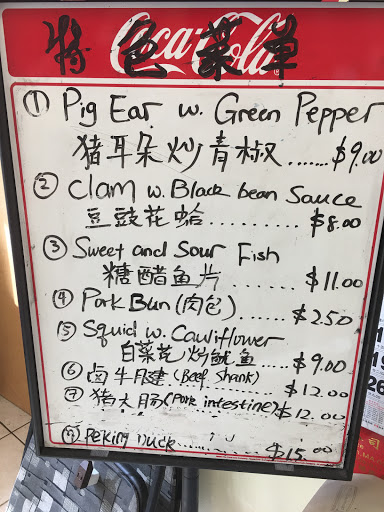 Coca-Cola
特色菜单
① Pig Ear w. Green Pepper
猪耳朵炒青椒.......$9.00
② Clam w. Black bean Sauce
豆豉花蛤..........$8.00
③ Sweet and Sour Fish
糖醋鱼片..........$11.00
④ Pork Bun (肉包).......$2.50
⑤ Squid w. Cauliflower
白菜花炒鱿鱼....$9.00
⑥ 卤牛月建 (Beef Shank)......$12.00
⑦ 猪大肠 (Pork intestine)..$12.00
Pekin Duck..........$15.00